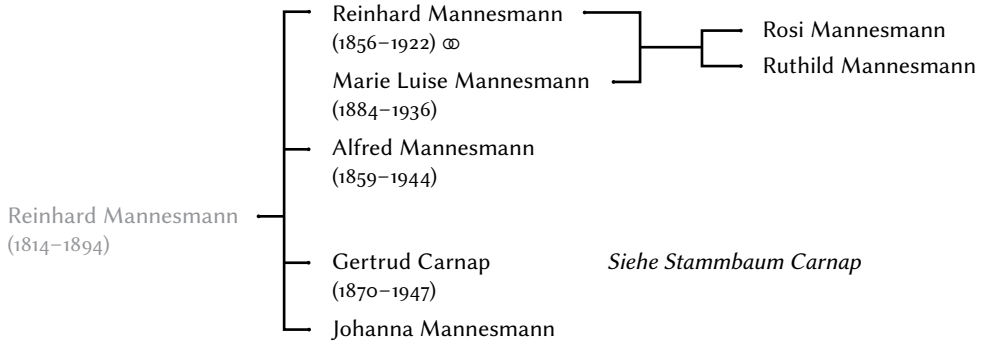 Reinhard Mannesmann
(1856–1922) ⚭
Marie Luise Mannesmann
(1884–1936)
Rosi Mannesmann
Ruthild Mannesmann
Alfred Mannesmann
(1859–1944)
Reinhard Mannesmann
(1814–1894)
Gertrud Carnap
(1870–1947)
Siehe Stammbaum Carnap
Johanna Mannesmann